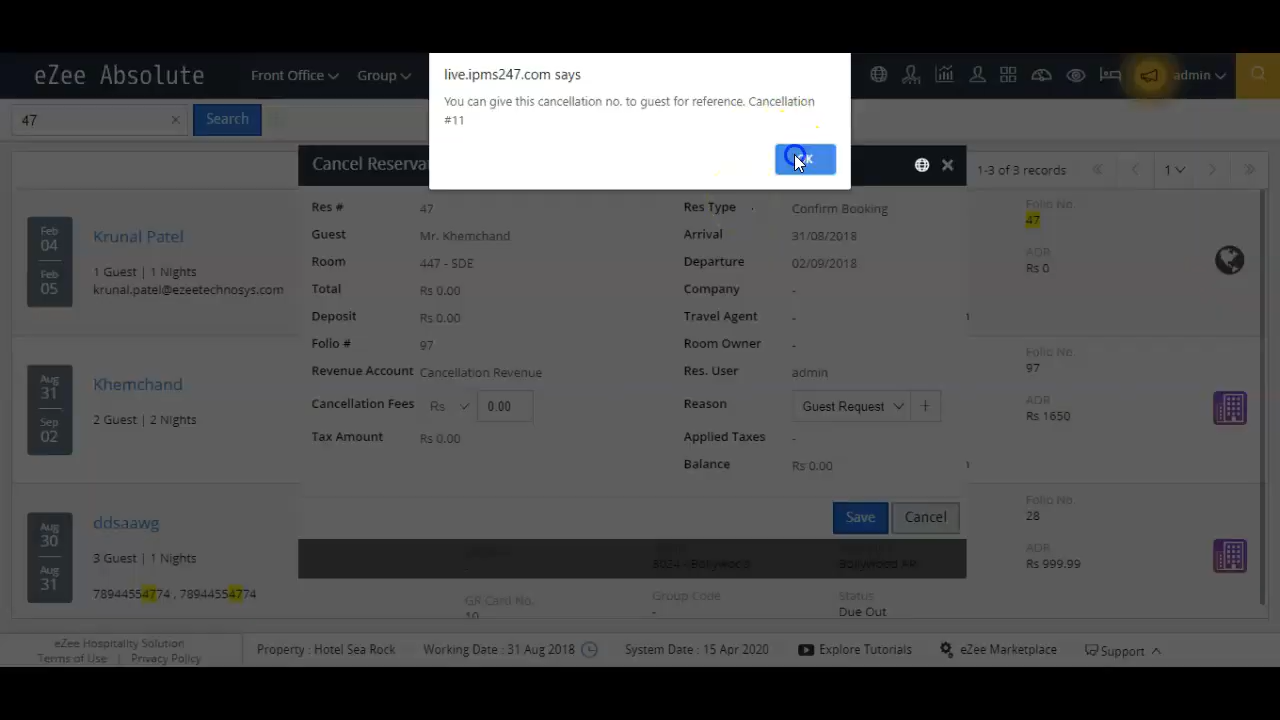 live.ipms247.com says
You can give this cancellation no. to guest for reference. Cancellation
#11
eZee Absolute
Front Office
Group
admin
47
×
Search
Cancel Reserva
1-3 of 3 records
1
Res #
47
Res Type
Confirm Booking
Guest
Mr. Khemchand
Arrival
31/08/2018
Room
447 - SDE
Departure
02/09/2018
Total
Rs 0.00
Company
-
Deposit
Rs 0.00
Travel Agent
-
Folio #
97
Room Owner
-
Revenue Account
Cancellation Revenue
Res. User
admin
Cancellation Fees
Rs
0.00
Reason
Guest Request
+
Tax Amount
Rs 0.00
Applied Taxes
-
Balance
Rs 0.00
Save
Cancel
Feb
04
Feb
05
Krunal Patel
1 Guest | 1 Nights
krunal.patel@ezeetechnosys.com
Folio No.
47
ADR
Rs 0
Aug
31
Sep
02
Khemchand
2 Guest | 2 Nights
Folio No.
97
ADR
Rs 1650
Aug
30
Aug
31
ddsaawg
3 Guest | 1 Nights
78944554774 , 78944554774
GR Card No.
10
Group Code
-
Status
Due Out
Folio No.
28
ADR
Rs 999.99
eZee Hospitality Solution
Terms of Use | Privacy Policy
Property : Hotel Sea Rock
Working Date : 31 Aug 2018
System Date : 15 Apr 2020
Explore Tutorials
eZee Marketplace
Support